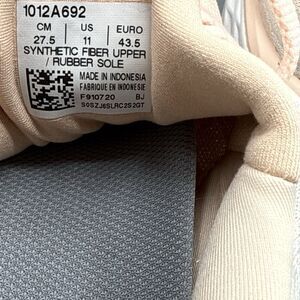 1012A692
CM US EURO
27.5 11 43.5
SYNTHETIC FIBER UPPER
/ RUBBER SOLE
MADE IN INDONESIA
FABRIQUE EN INDONESIE
F910720 BJ
S0SZJ6SLRC2S2GT